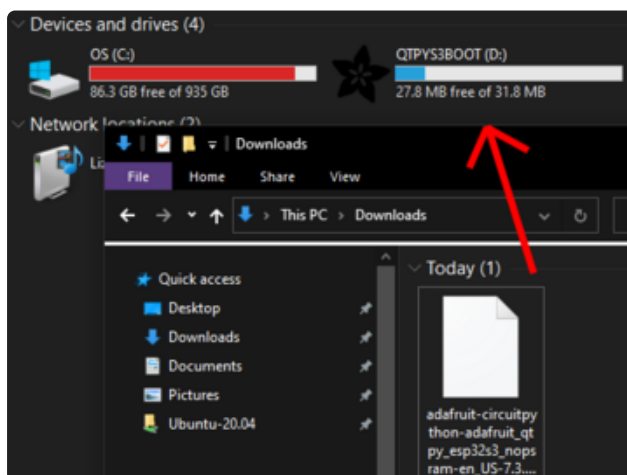 Devices and drives (4)
OS (C:)
86.3 GB free of 935 GB
QTPYS3BOOT (D:)
27.8 MB free of 31.8 MB
Network locations (2)
Downloads
File Home Share View
This PC > Downloads
Quick access
Desktop
Downloads
Documents
Pictures
Ubuntu-20.04
Today (1)
adafruit-circuitpy
thon-adafruit_qt
py_esp32s3_nops
ram-en_US-7.3....